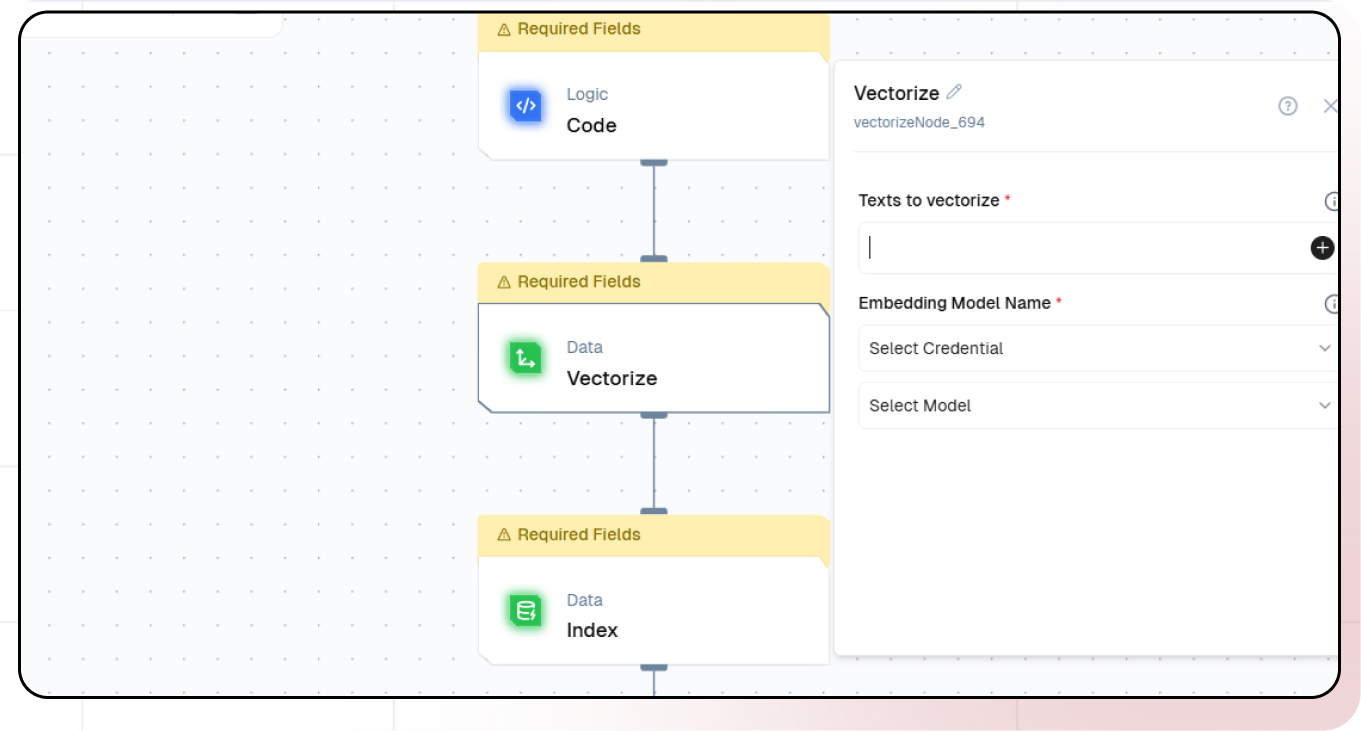 Required Fields
Logic
Code
Required Fields
Data
Vectorize
Required Fields
Data
Index
Vectorize
vectorizeNode_694
Texts to vectorize *
Embedding Model Name *
Select Credential
Select Model